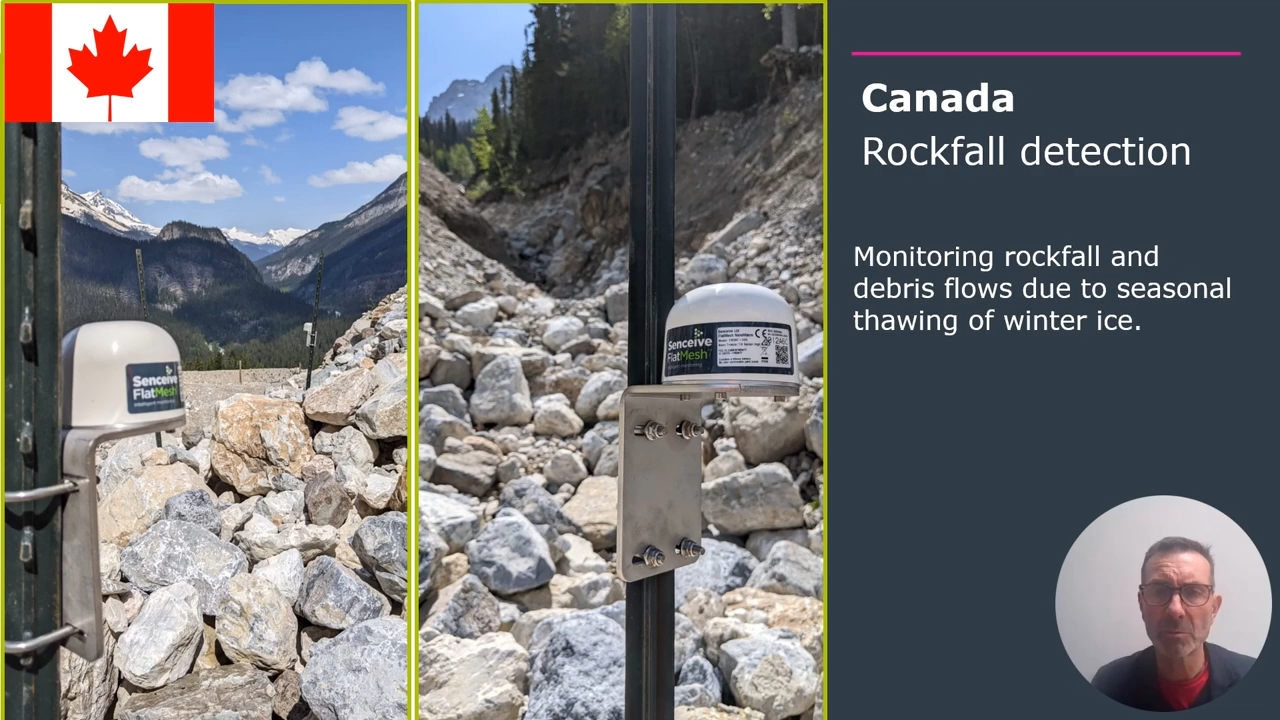 Canada
Rockfall detection
Monitoring rockfall and
debris flows due to seasonal
thawing of winter ice.
Senceive
FlatMesh
Senceive
FlatMesh